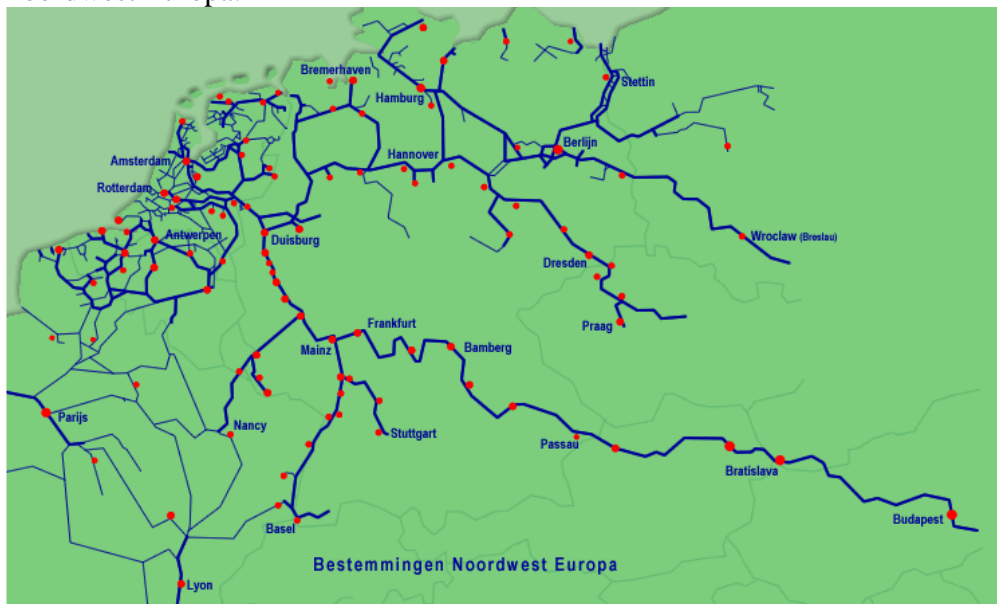 Bremerhaven
Hamburg
Stettin
Amsterdam
Hannover
Berlijn
Rotterdam
Antwerpen
Duisburg
Wroclaw (Breslau)
Dresden
Praag
Frankfurt
Mainz
Bamberg
Parijs
Nancy
Stuttgart
Passau
Bratislava
Budapest
Basel
Bestemmingen Noordwest Europa
Lyon